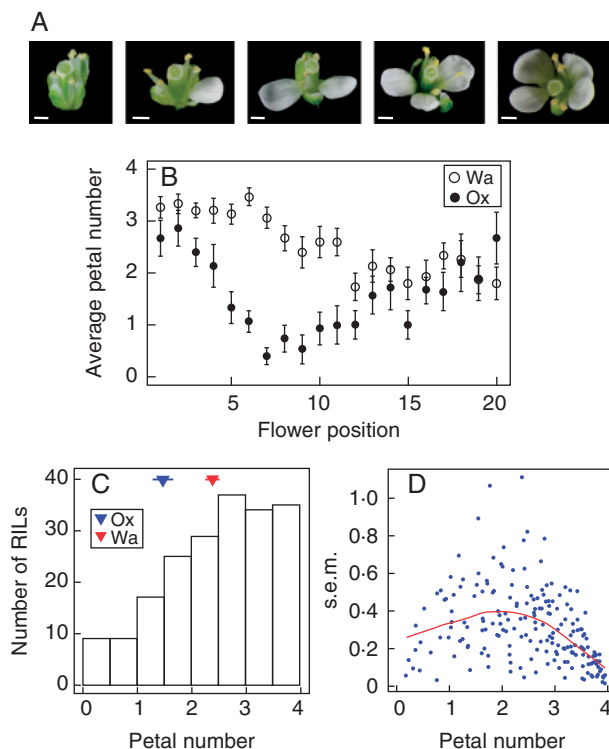 A
B
Average petal number
4
3
2
1
0
Wa
Ox
5 10 15 20
Flower position
C
Number of RILs
40
30
10
0
Ox
Wa
0 1 2 3 4
Petal number
D
s.e.m.
1·0
0·8
0·6
0·4
0·2
0
0 1 2 3 4
Petal number